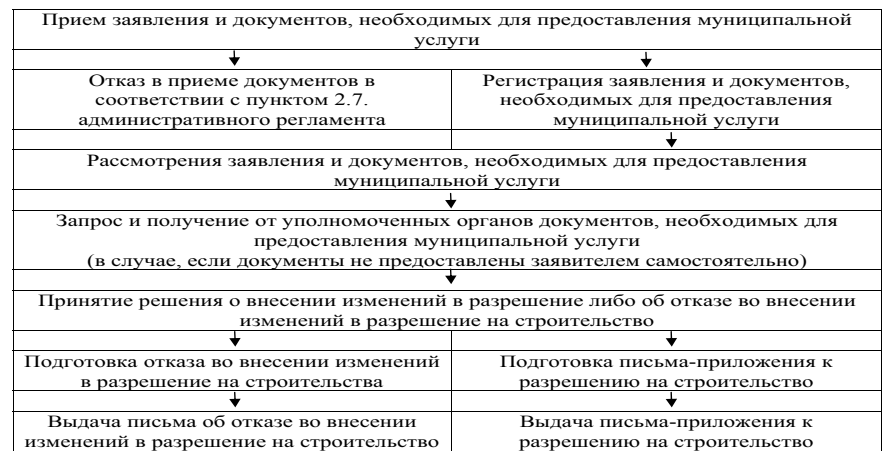 Прием заявления и документов, необходимых для предоставления муниципальной
услуги
Отказ в приеме документов в
соответствии с пунктом 2.7.
административного регламента
Регистрация заявления и документов,
необходимых для предоставления
муниципальной услуги
Рассмотрения заявления и документов, необходимых для предоставления
муниципальной услуги
Запрос и получение от уполномоченных органов документов, необходимых для
предоставления муниципальной услуги
(в случае, если документы не предоставлены заявителем самостоятельно)
Принятие решения о внесении изменений в разрешение либо об отказе во внесении
изменений в разрешение на строительство
Подготовка отказа во внесении изменений
в разрешение на строительства
Подготовка письма-приложения к
разрешению на строительство
Выдача письма об отказе во внесении
изменений в разрешение на строительство
Выдача письма-приложения к
разрешению на строительство